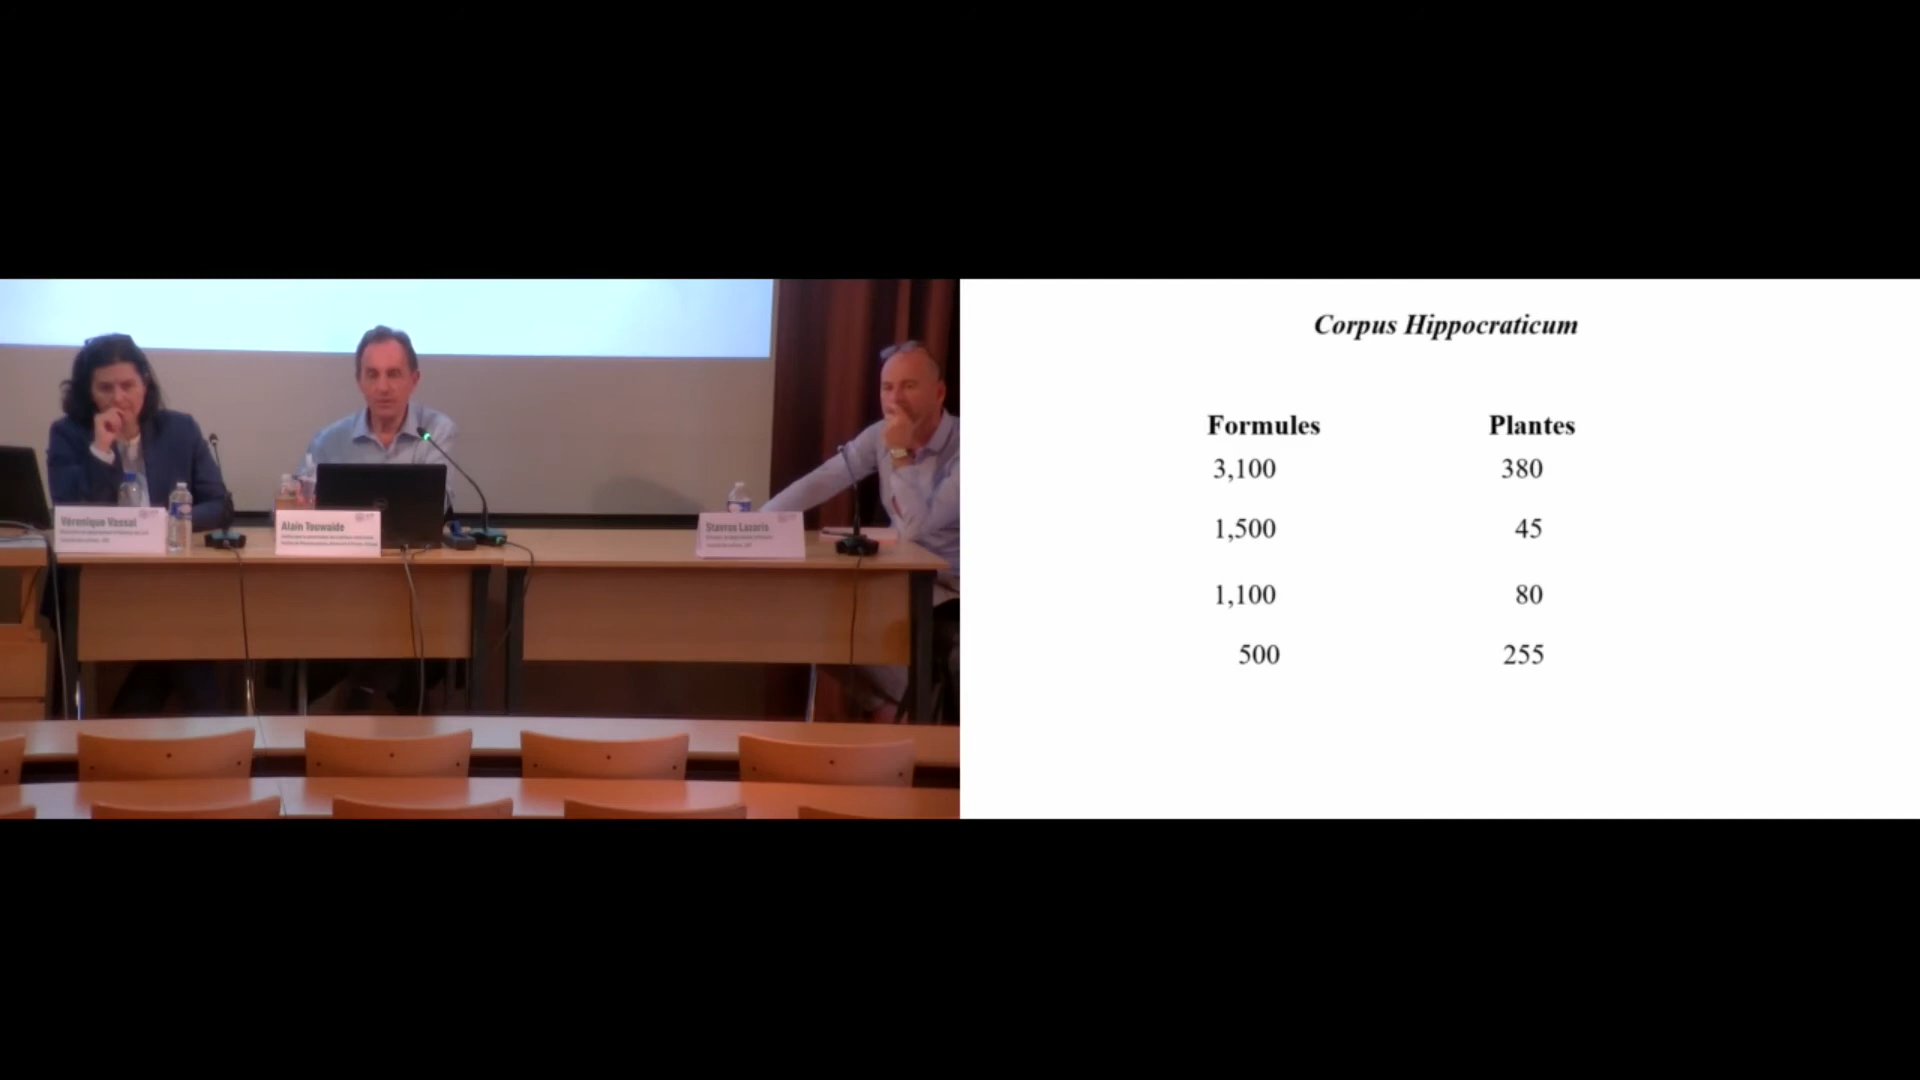 Véronique Vassal
Alain Touwaide
Stavros Lazaris
Corpus Hippocraticum
Formules Plantes
3,100 380
1,500 45
1,100 80
500 255